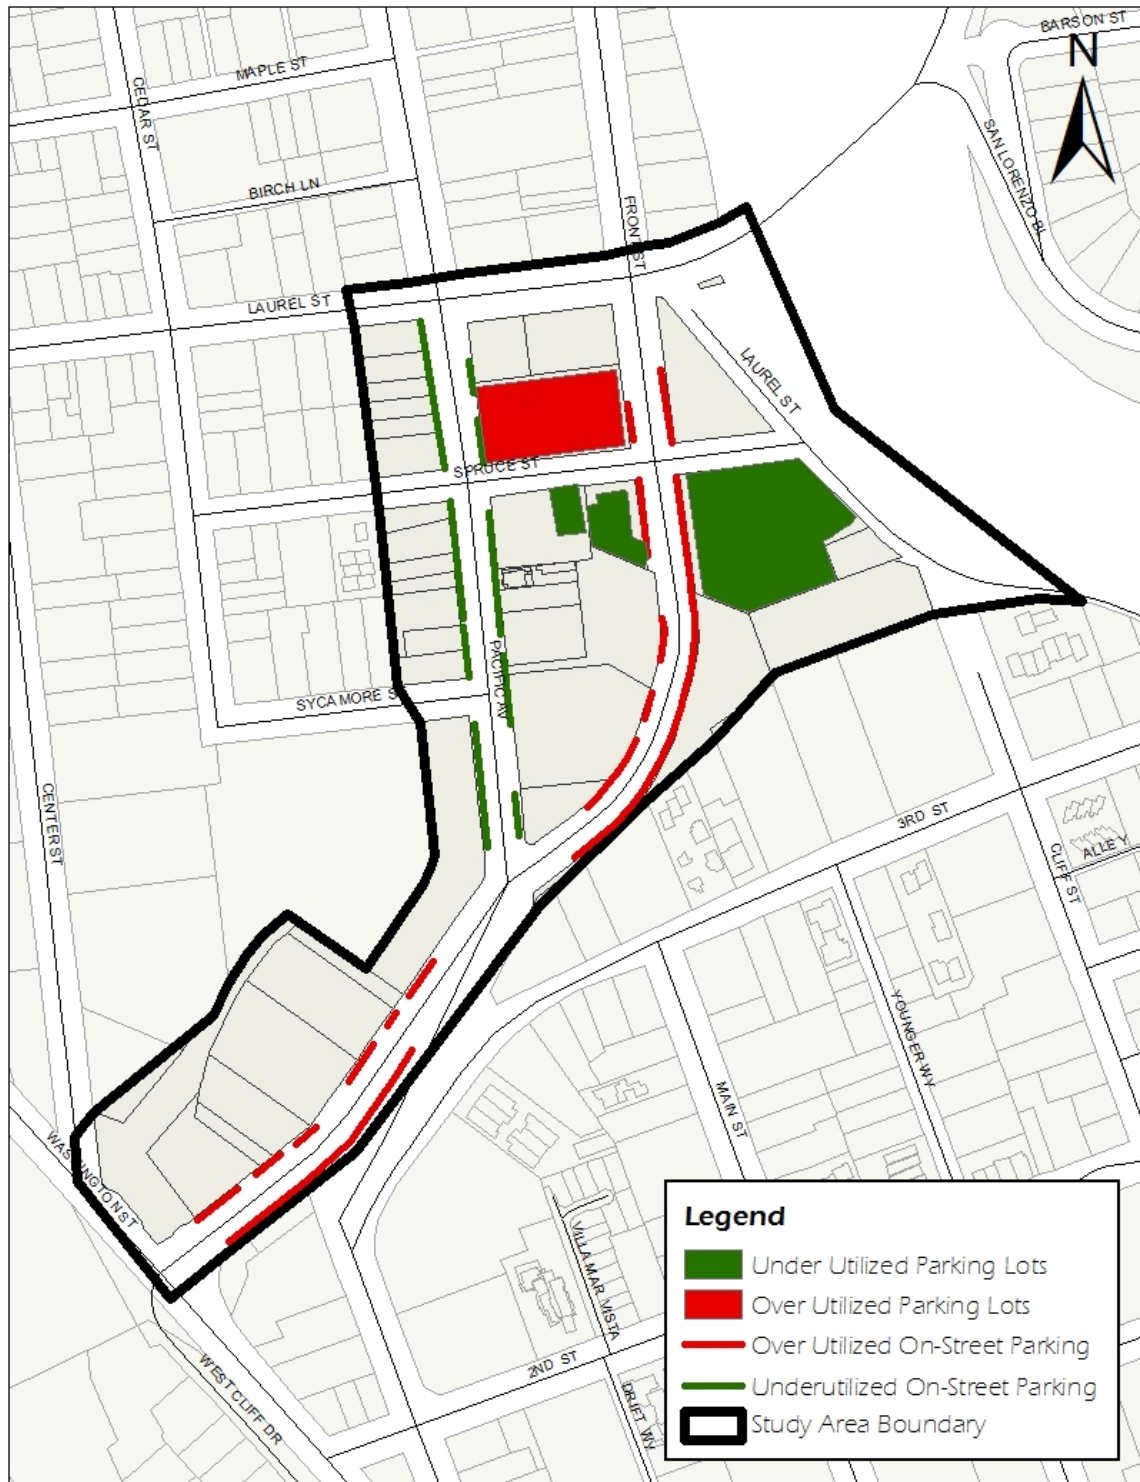 BARSON ST
N
MAPLE ST
CEDAR ST
SAN LORENZO BL
BIRCH LN
FRONT ST
LAUREL ST
LAUREL ST
SPRUCE ST
PACIFIC AV
SYCAMORE S
CENTER ST
3RD ST
ALLEY
CLIFF ST
YOUNGER WY
MAIN ST
WASHINGTON ST
VILLA MAR VISTA
2ND ST
WEST CLIFF DR
DRIFT WY
Legend
Under Utilized Parking Lots
Over Utilized Parking Lots
Over Utilized On-Street Parking
Underutilized On-Street Parking
Study Area Boundary